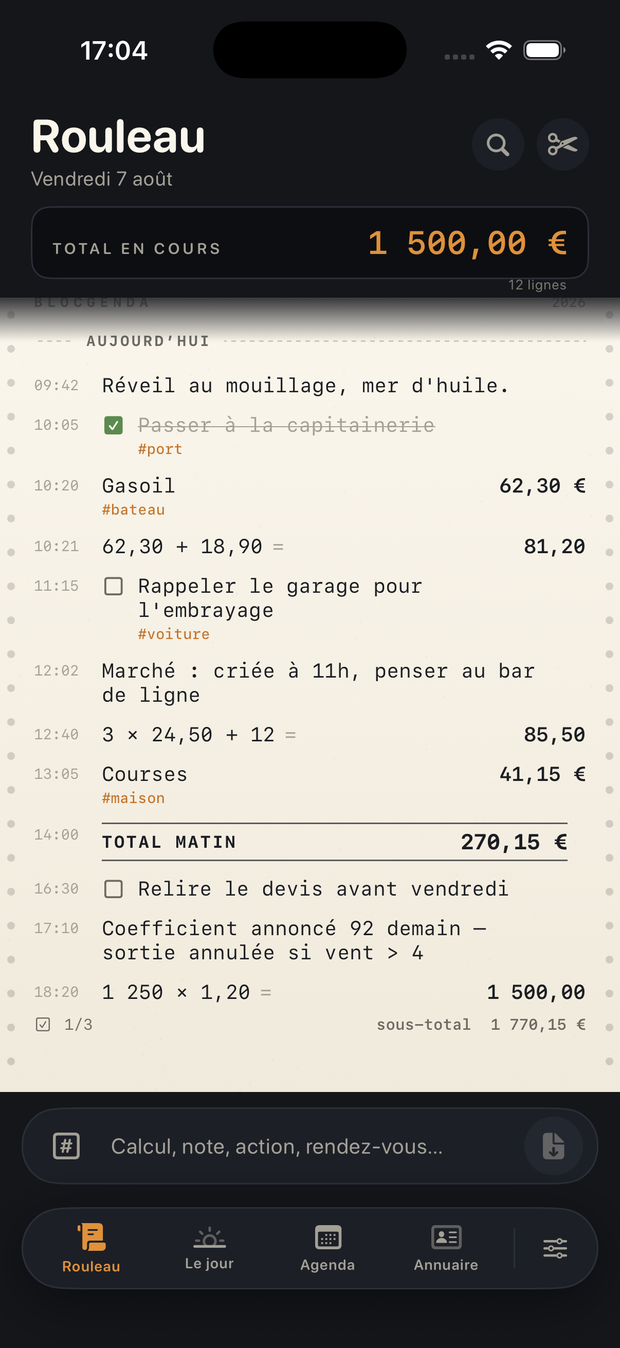 17:04
Rouleau
Vendredi 7 août
TOTAL EN COURS 1 500,00 €
12 lignes
BLOCGENDA 2026
AUJOURD’HUI
09:42 Réveil au mouillage, mer d'huile.
10:05 Passer à la capitainerie
#port
10:20 Gasoil 62,30 €
#bateau
10:21 62,30 + 18,90 = 81,20
11:15 Rappeler le garage pour
l'embrayage
#voiture
12:02 Marché : criée à 11h, penser au bar
de ligne
12:40 3 × 24,50 + 12 = 85,50
13:05 Courses 41,15 €
#maison
14:00 TOTAL MATIN 270,15 €
16:30 Relire le devis avant vendredi
17:10 Coefficient annoncé 92 demain —
sortie annulée si vent > 4
18:20 1 250 × 1,20 = 1 500,00
1/3 sous-total 1 770,15 €
# Calcul, note, action, rendez-vous...
Rouleau Le jour Agenda Annuaire